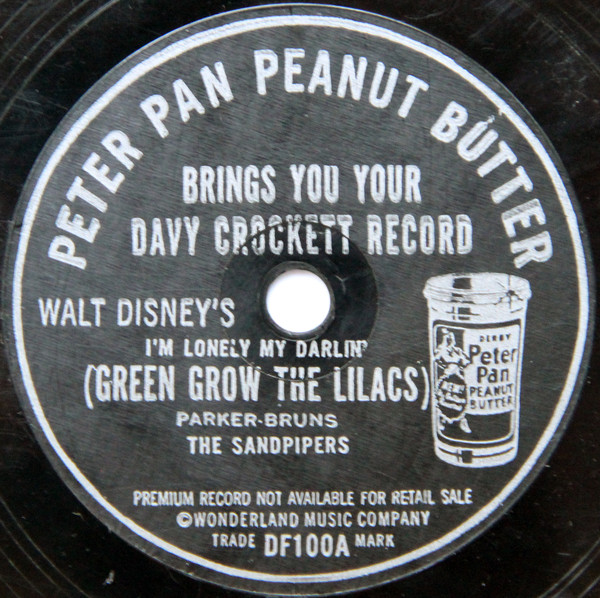 PETER PAN PEANUT BUTTER
BRINGS YOU YOUR
DAVY CROCKETT RECORD
WALT DISNEY'S
I'M LONELY MY DARLIN'
(GREEN GROW THE LILACS)
PARKER-BRUNS
THE SANDPIPERS
DERBY
Peter
Pan
PEANUT
BUTTER
PREMIUM RECORD NOT AVAILABLE FOR RETAIL SALE
©WONDERLAND MUSIC COMPANY
TRADE DF100A MARK